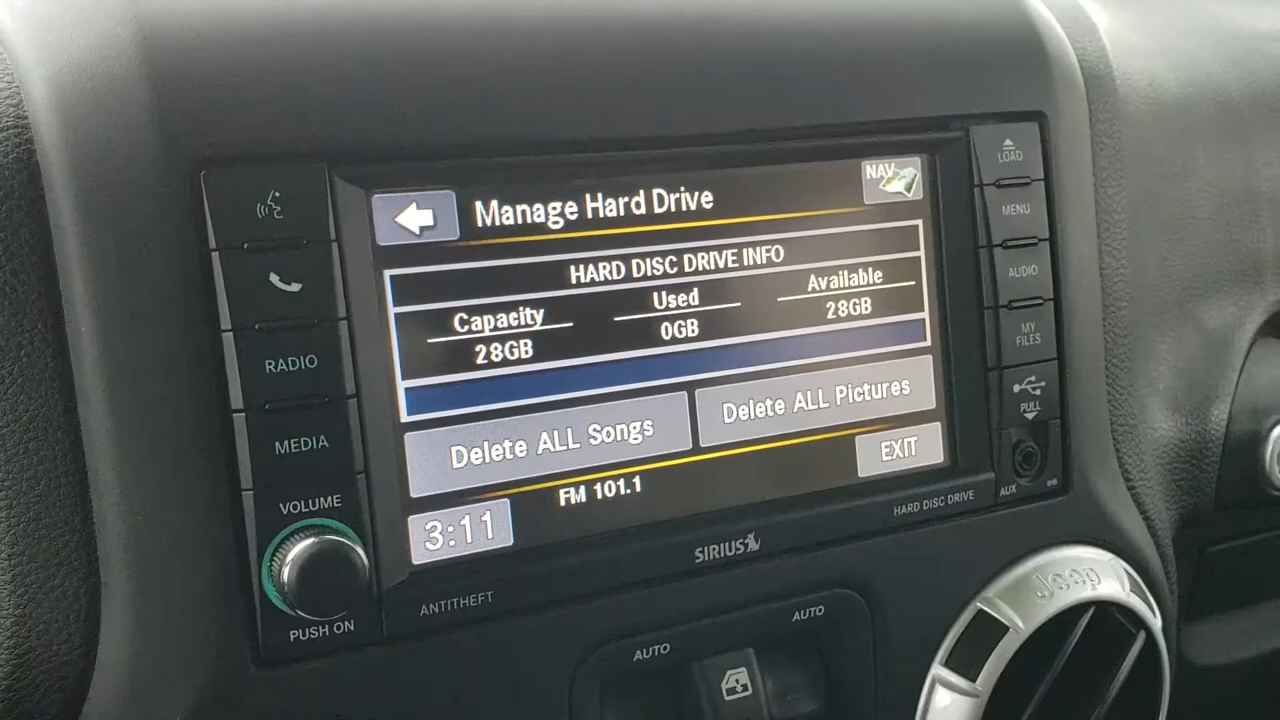 LOAD
NAV
Manage Hard Drive
MENU
HARD DISC DRIVE INFO
AUDIO
Capacity Used Available
28GB 0GB 28GB
RADIO
MY
FILES
Delete ALL Songs Delete ALL Pictures
PULL
MEDIA
EXIT
FM 101.1
VOLUME
3:11
AUX
HARD DISC DRIVE
SIRIUS
ANTITHEFT
PUSH ON
Jeep
AUTO AUTO